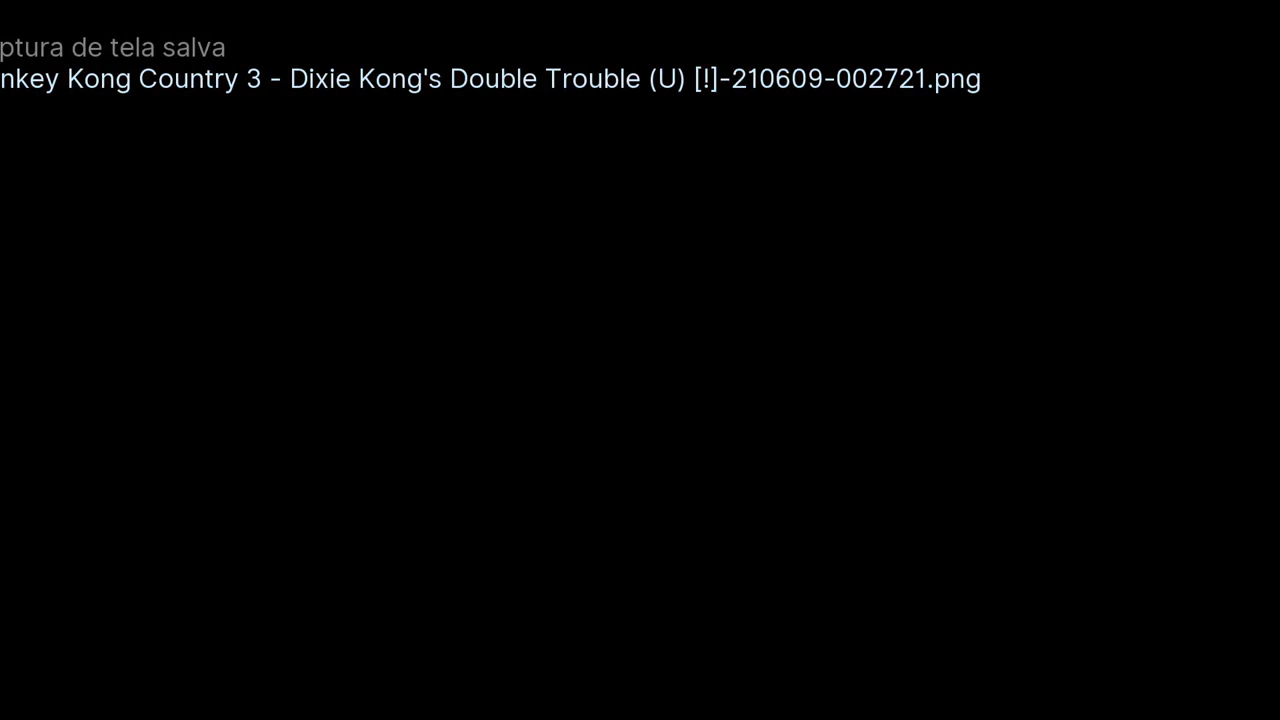 ptura de tela salva
nkey Kong Country 3 - Dixie Kong's Double Trouble (U) [!]-210609-002721.png